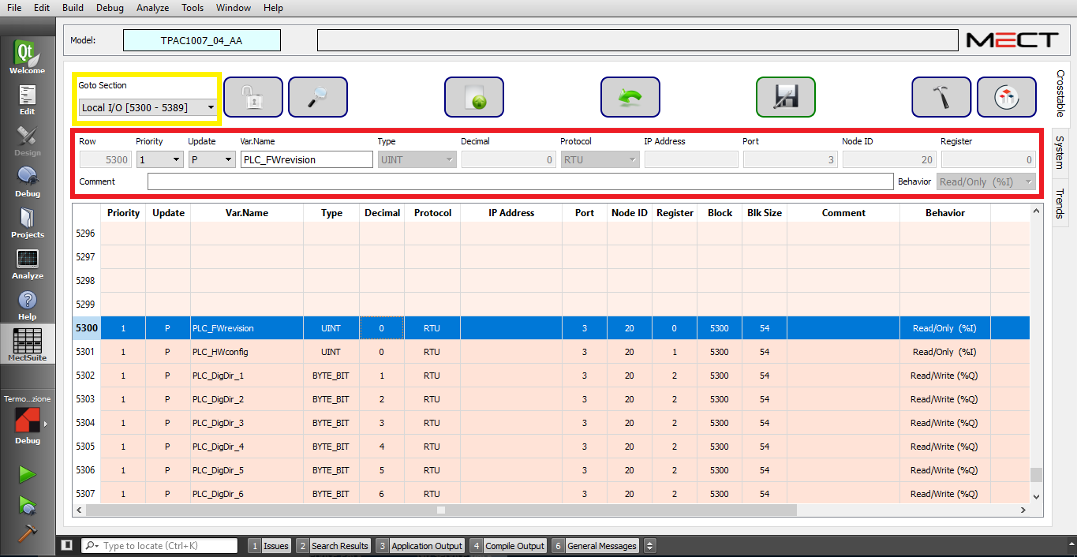 File Edit Build Debug Analyze Tools Window Help
Model: TPAC1007_04_AA MECT
Qt
Welcome
Edit
Design
Debug
Projects
Analyze
Help
MectSuite
Termo...zione
Debug
Goto Section
Local I/O [5300 - 5389]
Crosstable
System
Trends
Row Priority Update Var.Name Type Decimal Protocol IP Address Port Node ID Register
5300 1 P PLC_FWrevision UINT 0 RTU 3 20 0
Comment Behavior Read/Only (%I)
Priority Update Var.Name Type Decimal Protocol IP Address Port Node ID Register Block Blk Size Comment Behavior
5296
5297
5298
5299
5300 1 P PLC_FWrevision UINT 0 RTU 3 20 0 5300 54 Read/Only (%I)
5301 1 P PLC_HWconfig UINT 0 RTU 3 20 1 5300 54 Read/Only (%I)
5302 1 P PLC_DigDir_1 BYTE_BIT 1 RTU 3 20 2 5300 54 Read/Write (%Q)
5303 1 P PLC_DigDir_2 BYTE_BIT 2 RTU 3 20 2 5300 54 Read/Write (%Q)
5304 1 P PLC_DigDir_3 BYTE_BIT 3 RTU 3 20 2 5300 54 Read/Write (%Q)
5305 1 P PLC_DigDir_4 BYTE_BIT 4 RTU 3 20 2 5300 54 Read/Write (%Q)
5306 1 P PLC_DigDir_5 BYTE_BIT 5 RTU 3 20 2 5300 54 Read/Write (%Q)
5307 1 P PLC_DigDir_6 BYTE_BIT 6 RTU 3 20 2 5300 54 Read/Write (%Q)
Type to locate (Ctrl+K) 1 Issues 2 Search Results 3 Application Output 4 Compile Output 6 General Messages